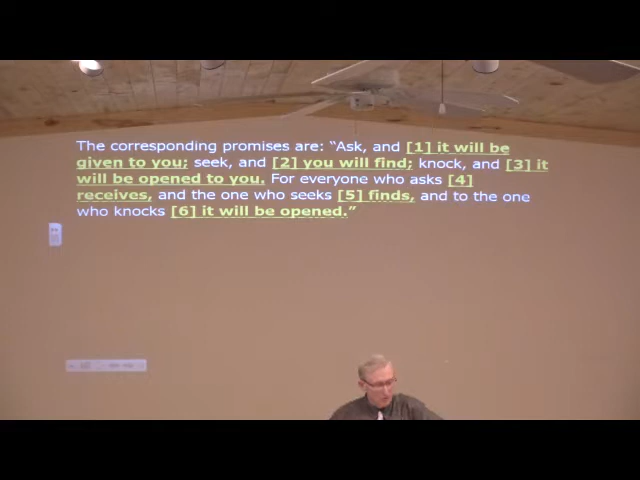 The corresponding promises are: “Ask, and [1] it will be
given to you; seek, and [2] you will find; knock, and [3] it
will be opened to you. For everyone who asks [4]
receives, and the one who seeks [5] finds, and to the one
who knocks [6] it will be opened.”